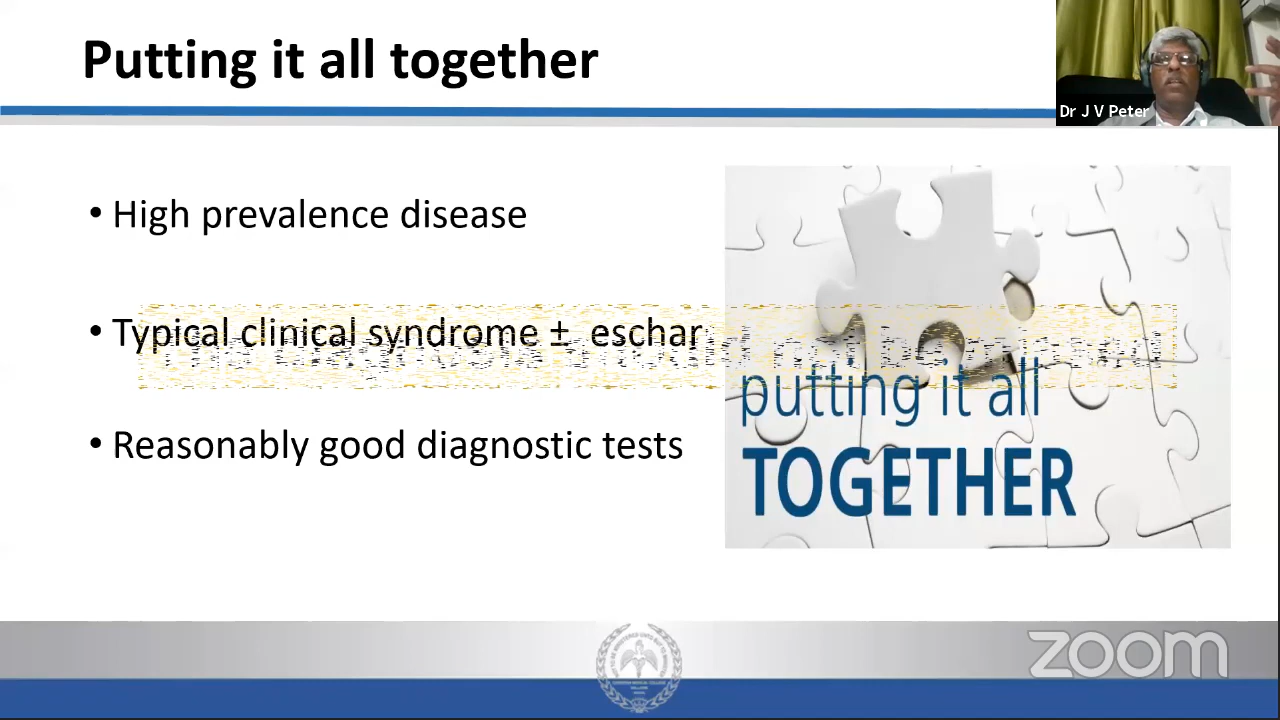 Putting it all together
Dr J V Peter
• High prevalence disease
• Typical clinical syndrome ± eschar
• Reasonably good diagnostic tests
putting it all
TOGETHER
zoom